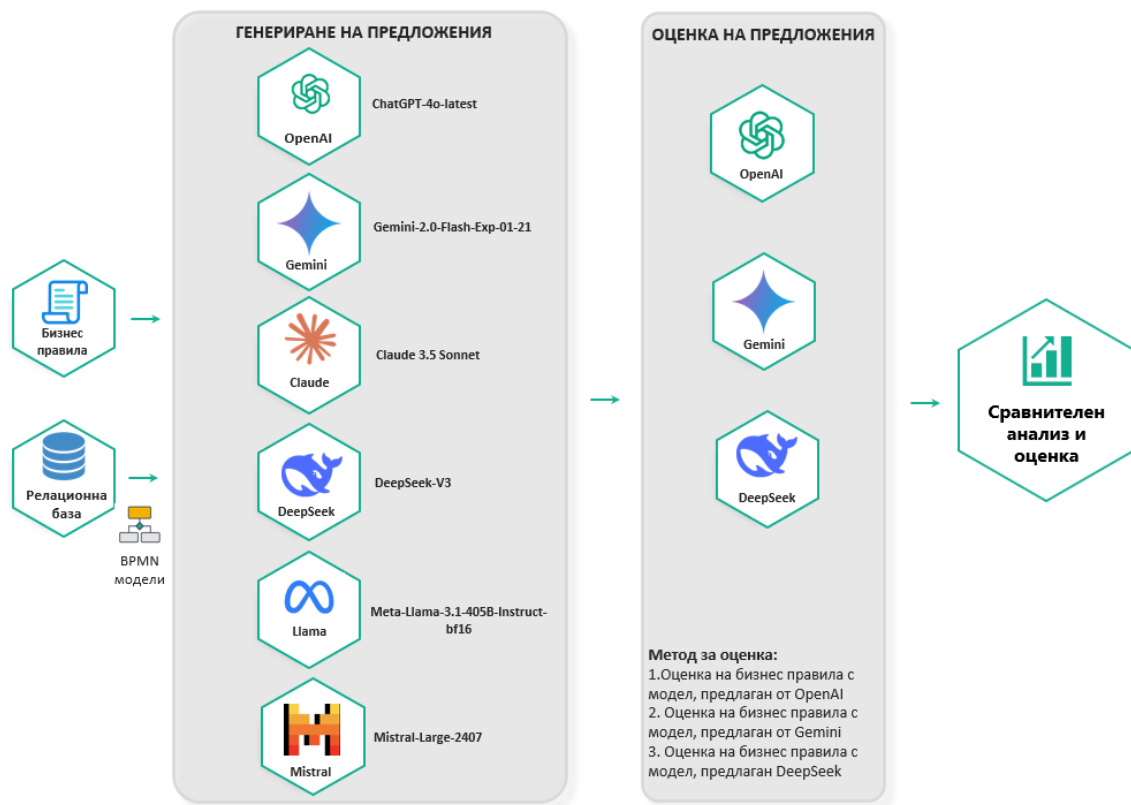 Бизнес
правила
Релационна
база
BPMN
модели
ГЕНЕРИРАНЕ НА ПРЕДЛОЖЕНИЯ
OpenAI
ChatGPT-4o-latest
Gemini
Gemini-2.0-Flash-Exp-01-21
Claude
Claude 3.5 Sonnet
DeepSeek
DeepSeek-V3
Llama
Meta-Llama-3.1-405B-Instruct-
bf16
Mistral
Mistral-Large-2407
ОЦЕНКА НА ПРЕДЛОЖЕНИЯ
OpenAI
Gemini
DeepSeek
Метод за оценка:
1.Оценка на бизнес правила с
модел, предлаган от OpenAI
2. Оценка на бизнес правила с
модел, предлаган от Gemini
3. Оценка на бизнес правила с
модел, предлаган DeepSeek
Сравнителен
анализ и
оценка